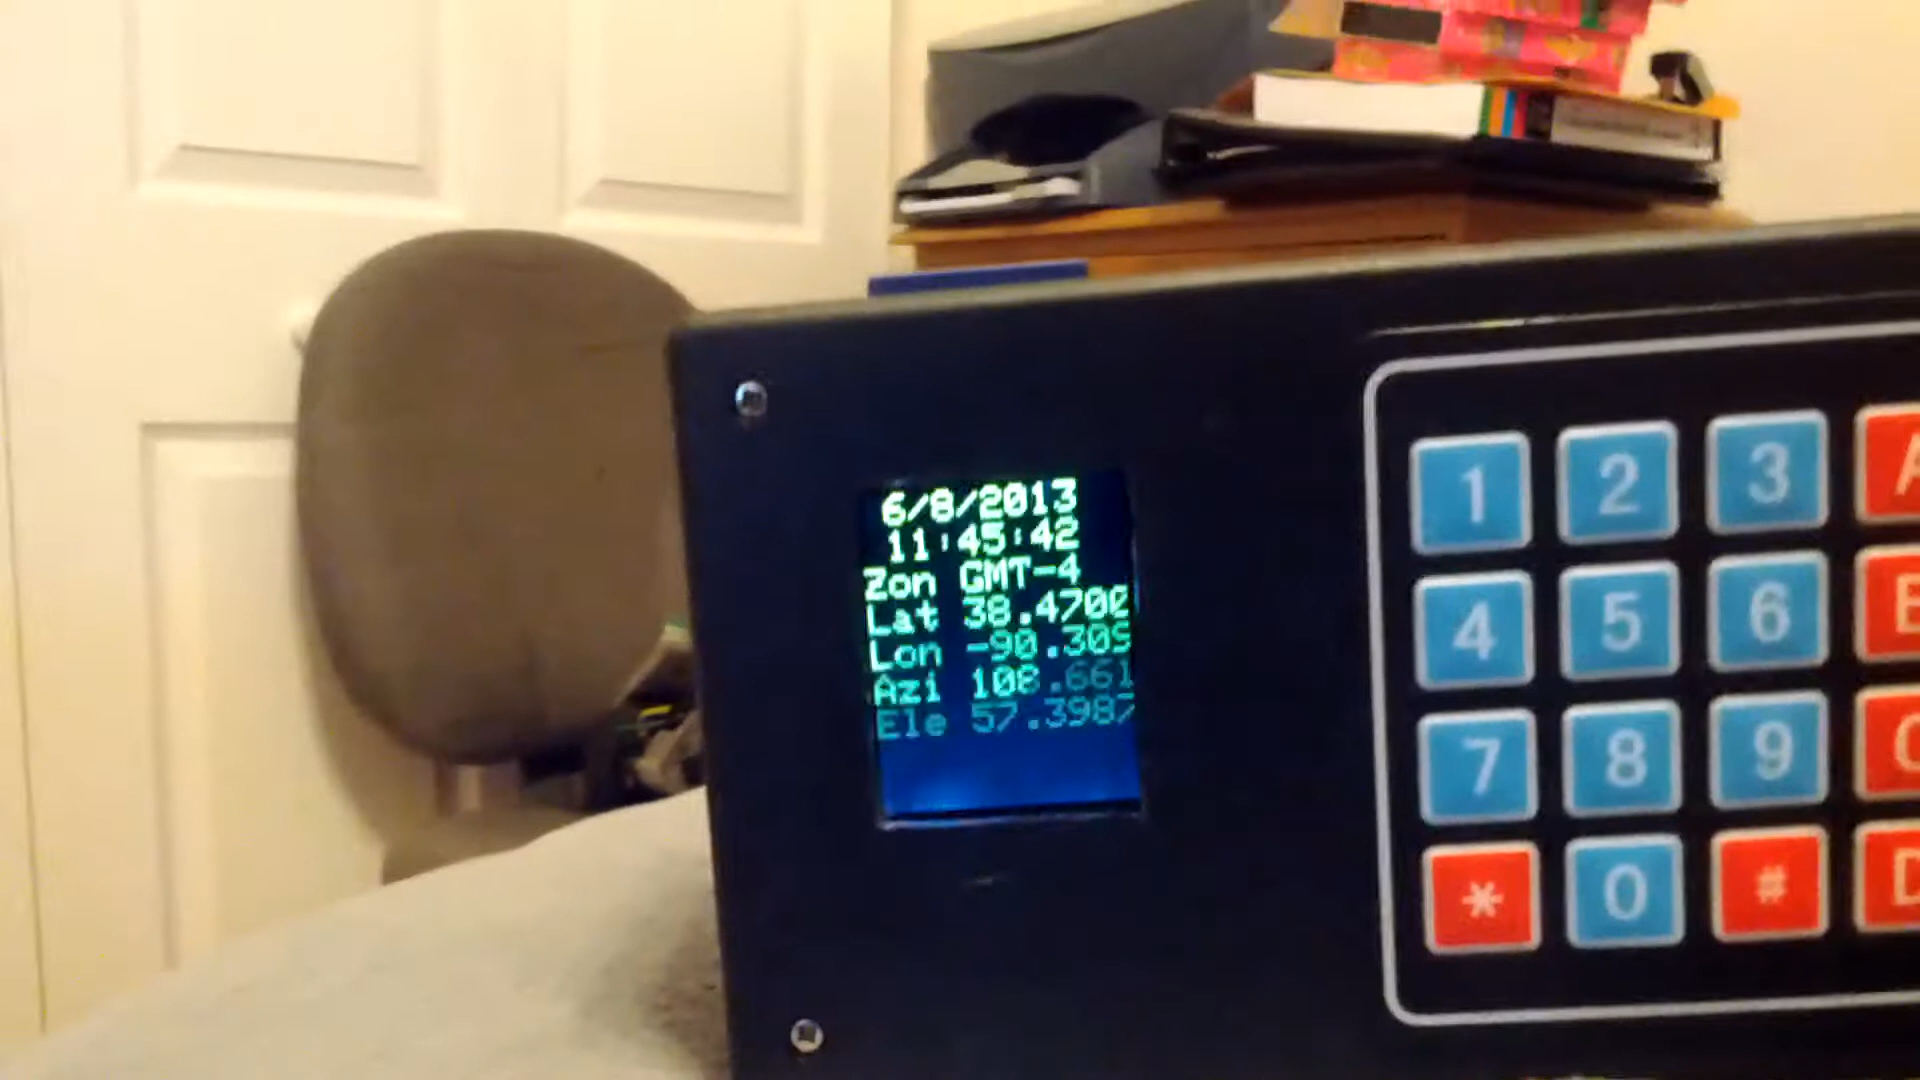 6/8/2013
11:45:42
Zon GMT-4
Lat 38.4700
Lon -90.309
Azi 108.661
Ele 57.3987
1 2 3 A
4 5 6 B
7 8 9 C
* 0 # D